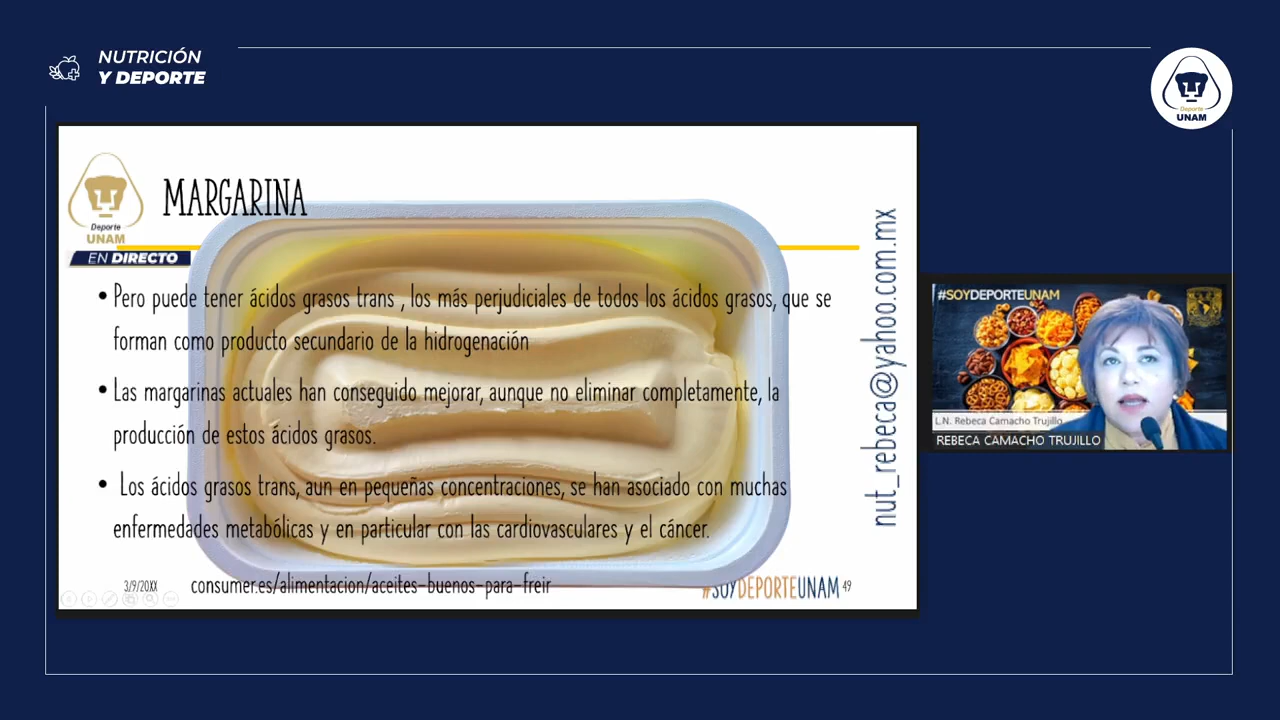 NUTRICIÓN
Y DEPORTE
Deporte
UNAM
Deporte
UNAM
EN DIRECTO
MARGARINA
• Pero puede tener ácidos grasos trans , los más perjudiciales de todos los ácidos grasos, que se
forman como producto secundario de la hidrogenación
• Las margarinas actuales han conseguido mejorar, aunque no eliminar completamente, la
producción de estos ácidos grasos.
• Los ácidos grasos trans, aun en pequeñas concentraciones, se han asociado con muchas
enfermedades metabólicas y en particular con las cardiovasculares y el cáncer.
3/9/20XX
consumer.es/alimentacion/aceites-buenos-para-freir
#SOYDEPORTEUNAM
49
nut_rebeca@yahoo.com.mx
#SOYDEPORTEUNAM
L.N. Rebeca Camacho Trujillo
REBECA CAMACHO TRUJILLO